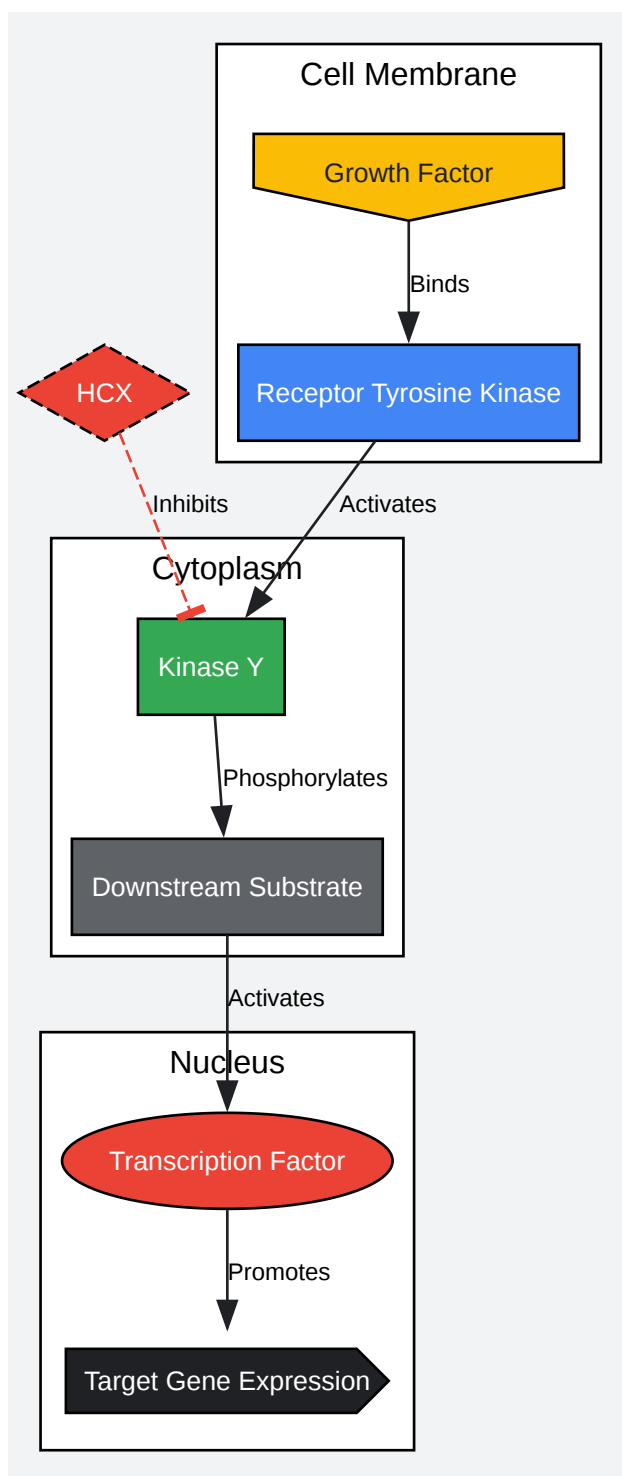 Cell Membrane
Growth Factor
Binds
HCX
Receptor Tyrosine Kinase
Inhibits
Activates
Cytoplasm
Kinase Y
Phosphorylates
Downstream Substrate
Activates
Nucleus
Transcription Factor
Promotes
Target Gene Expression